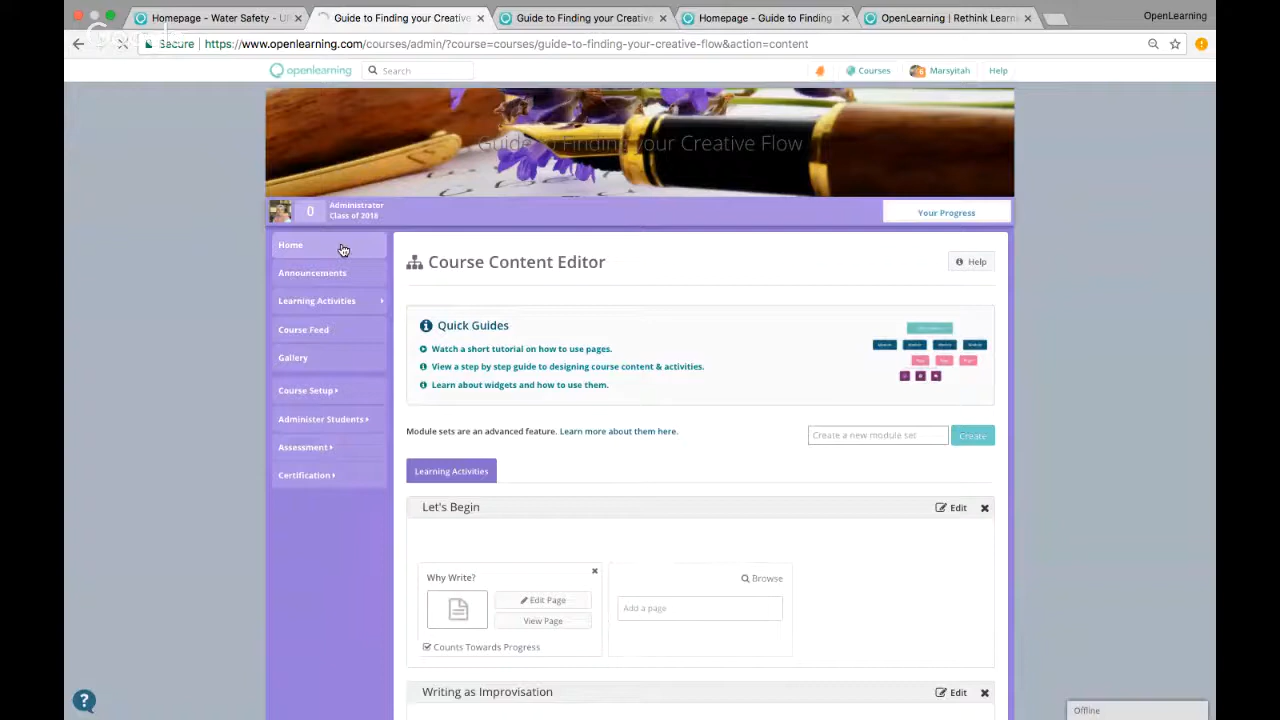 Homepage - Water Safety - U
Guide to Finding your Creative
Guide to Finding your Creative
Homepage - Guide to Finding
OpenLearning | Rethink Learni
OpenLearning
Secure
https://www.openlearning.com/courses/admin/?course=courses/guide-to-finding-your-creative-flow&action=content
openlearning
Search
Courses
Marsyitah
Help
Guide to Finding your Creative Flow
0
Administrator
Class of 2018
Your Progress
Home
Announcements
Learning Activities
Course Feed
Gallery
Course Setup
Administer Students
Assessment
Certification
Course Content Editor
Help
Quick Guides
Watch a short tutorial on how to use pages.
View a step by step guide to designing course content & activities.
Learn about widgets and how to use them.
Module sets are an advanced feature. Learn more about them here.
Create a new module set
Create
Learning Activities
Let's Begin
Edit
Why Write?
Edit Page
View Page
Counts Towards Progress
Browse
Add a page
Writing as Improvisation
Edit
?
Offline